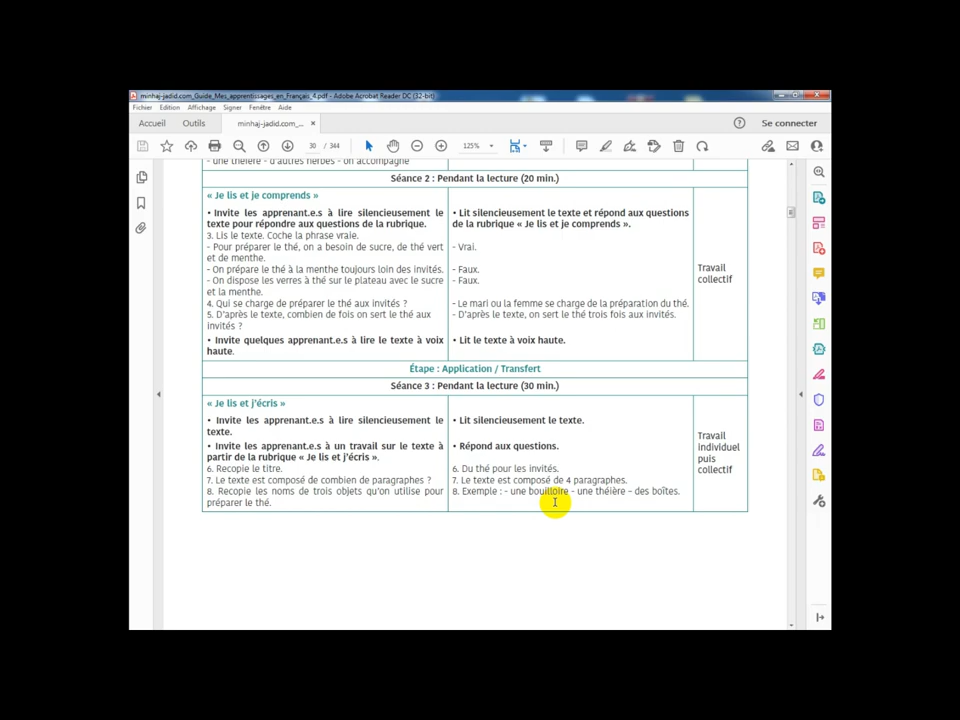 minhaj-jadid.com_Guide_Mes_apprentissages_en_Français_4.pdf - Adobe Acrobat Reader DC (32-bit)
Fichier Edition Affichage Signer Fenêtre Aide
Accueil Outils minhaj-jadid.com_... × Se connecter
30 / 344 125%
- une théière - d'autres herbes - on accompagne
Séance 2 : Pendant la lecture (20 min.)
« Je lis et je comprends »
• Invite les apprenant.e.s à lire silencieusement le
texte pour répondre aux questions de la rubrique.
3. Lis le texte. Coche la phrase vraie.
- Pour préparer le thé, on a besoin de sucre, de thé vert
et de menthe.
- On prépare le thé à la menthe toujours loin des invités.
- On dispose les verres à thé sur le plateau avec le sucre
et la menthe.
4. Qui se charge de préparer le thé aux invités ?
5. D'après le texte, combien de fois on sert le thé aux
invités ?
• Invite quelques apprenant.e.s à lire le texte à voix
haute.
• Lit silencieusement le texte et répond aux questions
de la rubrique « Je lis et je comprends ».
- Vrai.
- Faux.
- Faux.
- Le mari ou la femme se charge de la préparation du thé.
- D'après le texte, on sert le thé trois fois aux invités.
• Lit le texte à voix haute.
Travail
collectif
Étape : Application / Transfert
Séance 3 : Pendant la lecture (30 min.)
« Je lis et j'écris »
• Invite les apprenant.e.s à lire silencieusement le
texte.
• Invite les apprenant.e.s à un travail sur le texte à
partir de la rubrique « Je lis et j'écris ».
6. Recopie le titre.
7. Le texte est composé de combien de paragraphes ?
8. Recopie les noms de trois objets qu'on utilise pour
préparer le thé.
• Lit silencieusement le texte.
• Répond aux questions.
6. Du thé pour les invités.
7. Le texte est composé de 4 paragraphes.
8. Exemple : - une bouilloire - une théière - des boîtes.
Travail
individuel
puis
collectif